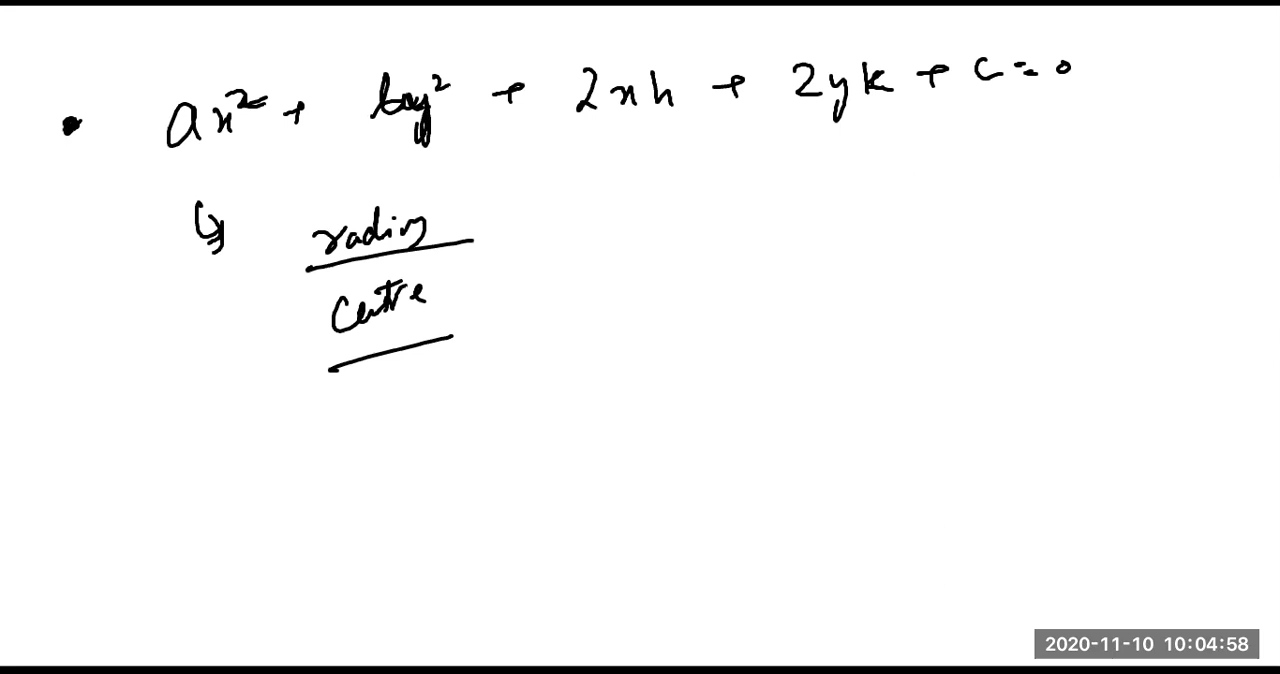 • ax² + by² + 2xh + 2yk + c = 0
↳ radius
Centre
2020-11-10 10:04:58